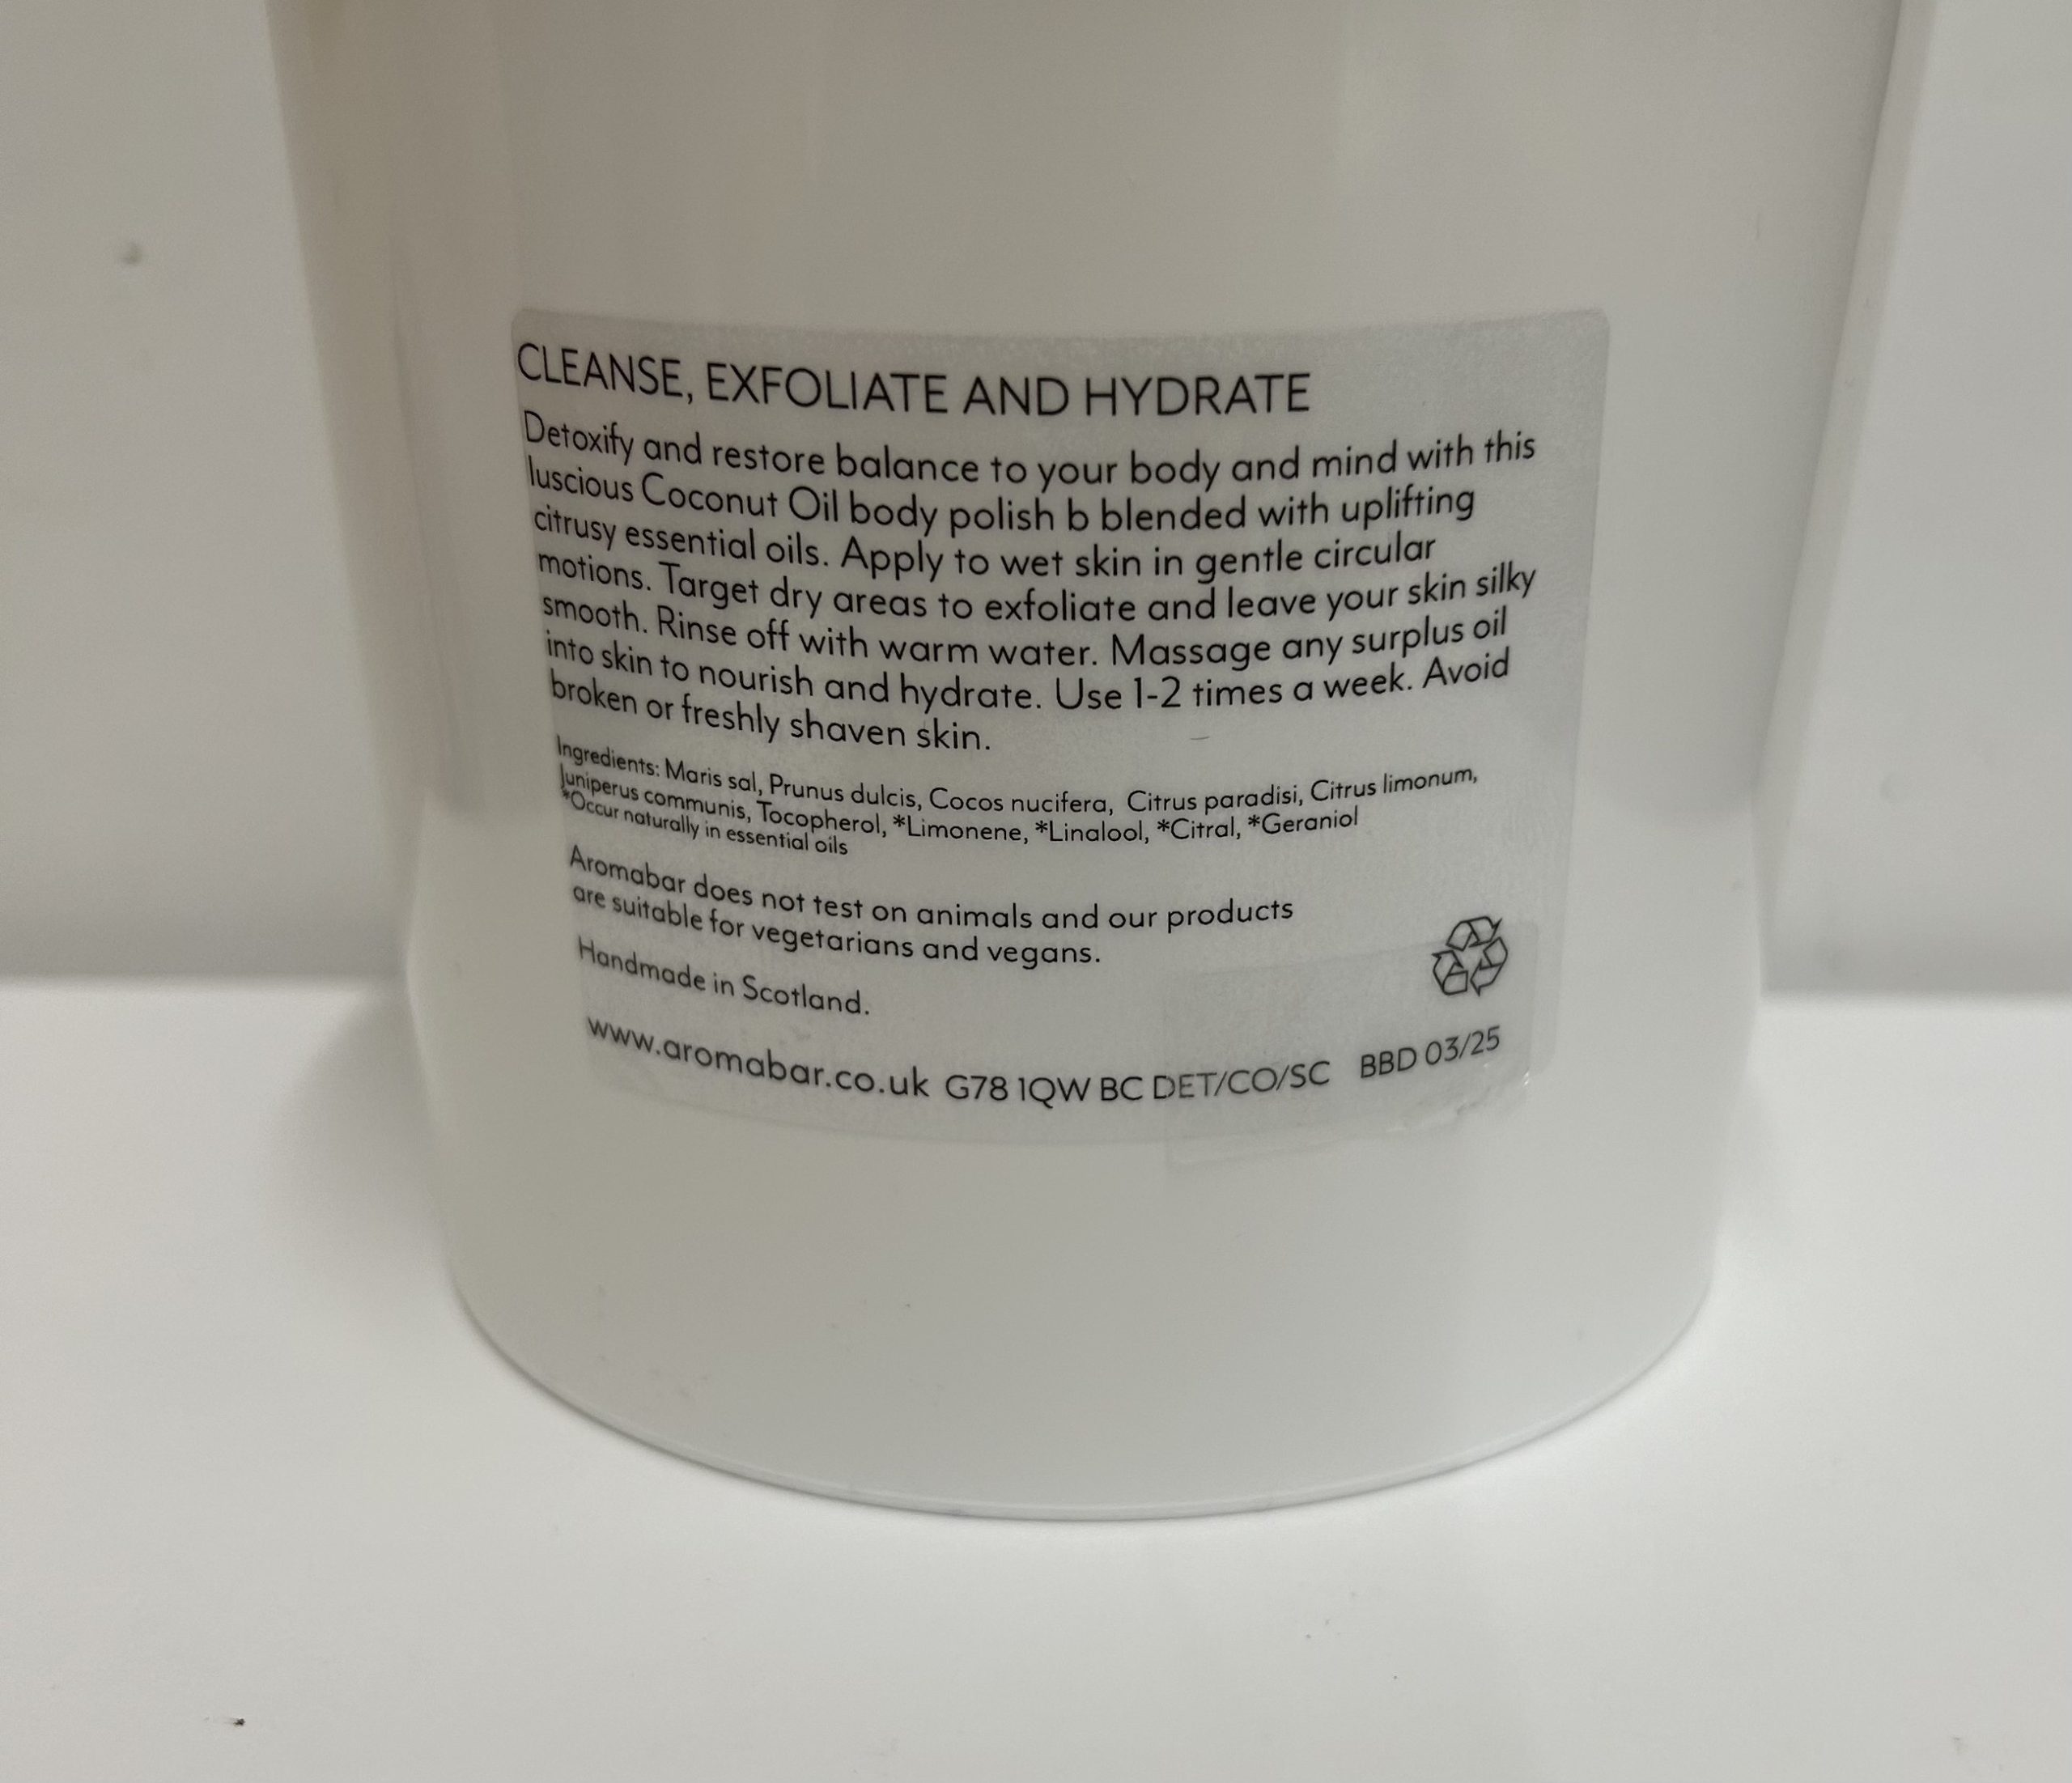 CLEANSE, EXFOLIATE AND HYDRATE
Detoxify and restore balance to your body and mind with this
luscious Coconut Oil body polish b blended with uplifting
citrusy essential oils. Apply to wet skin in gentle circular
motions. Target dry areas to exfoliate and leave your skin silky
smooth. Rinse off with warm water. Massage any surplus oil
into skin to nourish and hydrate. Use 1-2 times a week. Avoid
broken or freshly shaven skin.
Ingredients: Maris sal, Prunus dulcis, Cocos nucifera, Citrus paradisi, Citrus limonum,
Juniperus communis, Tocopherol, *Limonene, *Linalool, *Citral, *Geraniol
*Occur naturally in essential oils
Aromabar does not test on animals and our products
are suitable for vegetarians and vegans.
Handmade in Scotland.
www.aromabar.co.uk G78 1QW BC DET/CO/SC BBD 03/25